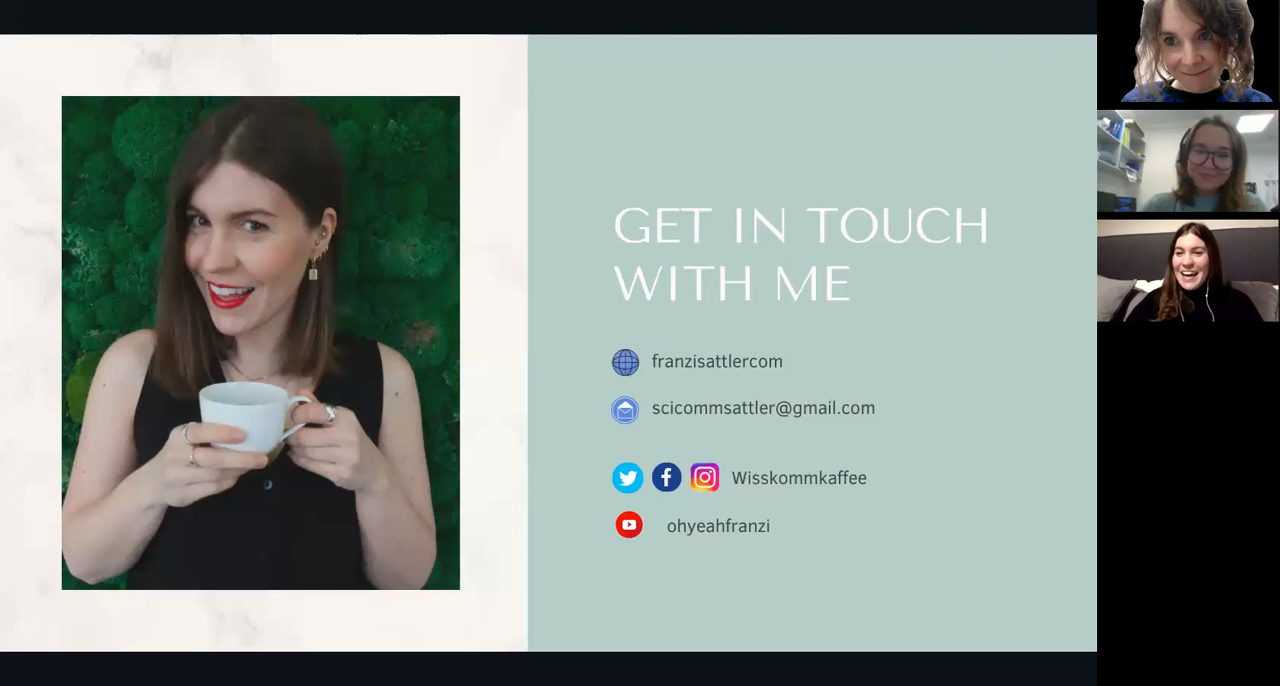 GET IN TOUCH
WITH ME
franzisattlercom
scicommsattler@gmail.com
Wisskommkaffee
ohyeahfranzi